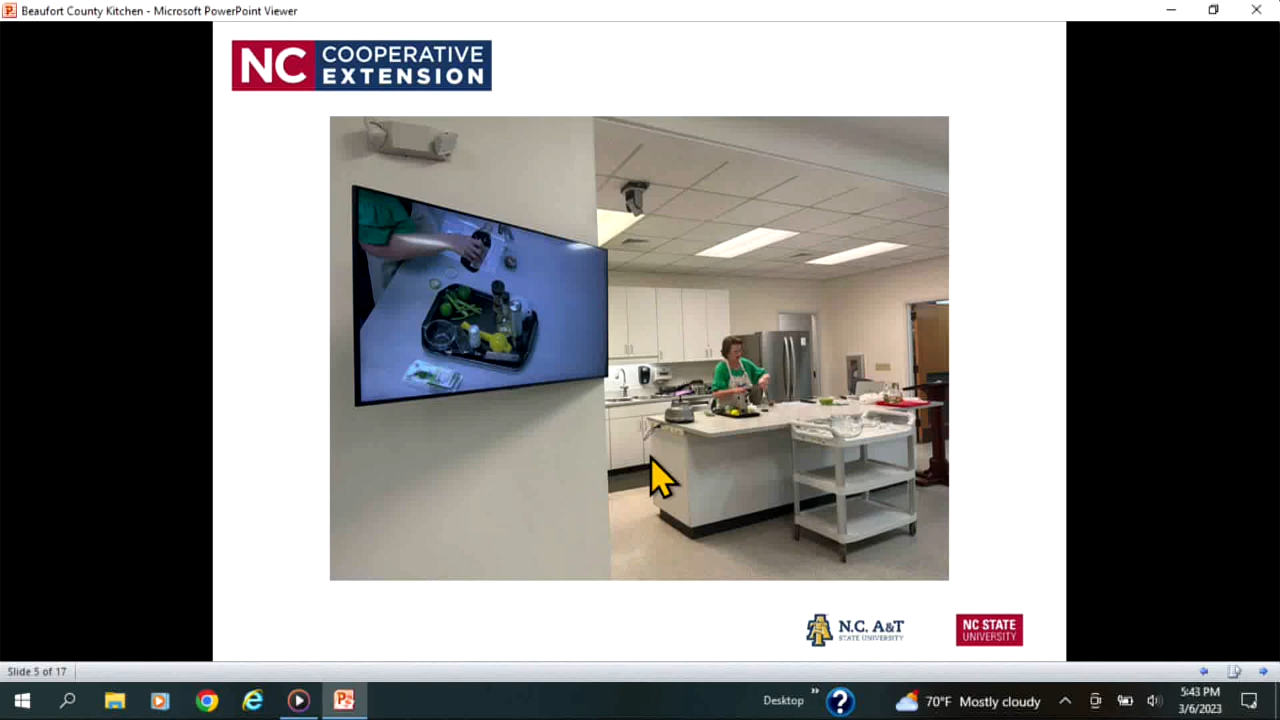 Beaufort County Kitchen - Microsoft PowerPoint Viewer
NC COOPERATIVE
EXTENSION
N.C. A&T
STATE UNIVERSITY
NC STATE
UNIVERSITY
Slide 5 of 17
Desktop
70°F Mostly cloudy
5:43 PM
3/6/2023